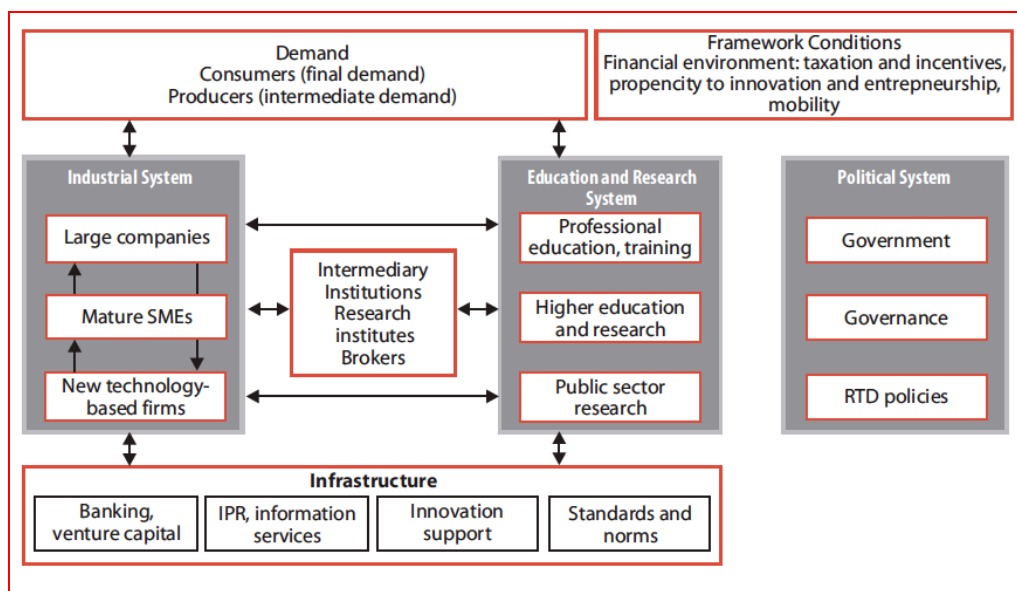 Demand
Consumers (final demand)
Producers (intermediate demand)
Framework Conditions
Financial environment: taxation and incentives,
propencity to innovation and entrepneurship,
mobility
Industrial System
Large companies
Mature SMEs
New technology-
based firms
Intermediary
Institutions
Research
institutes
Brokers
Education and Research
System
Professional
education, training
Higher education
and research
Public sector
research
Political System
Government
Governance
RTD policies
Infrastructure
Banking,
venture capital
IPR, information
services
Innovation
support
Standards and
norms